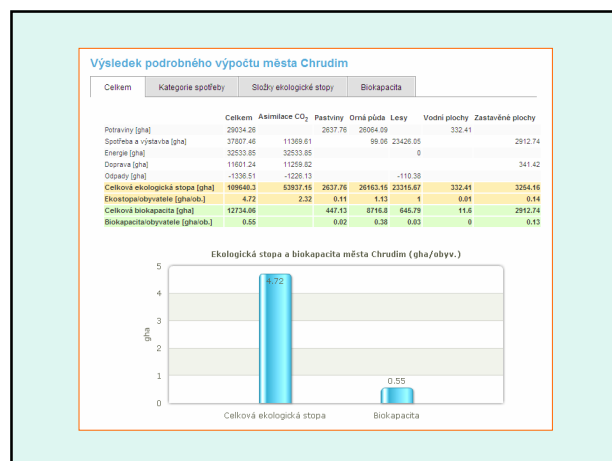 Výsledek podrobného výpočtu města Chrudim
Celkem Kategorie spotřeby Složky ekologické stopy Biokapacita
Celkem Asimilace CO2 Pastviny Orná půda Lesy Vodní plochy Zastavěné plochy
Potraviny [gha] 29034.26 2637.76 26064.09 332.41
Spotřeba a výstavba [gha] 37807.46 11369.61 99.06 23426.05 2912.74
Energie [gha] 32533.85 32533.85 0
Doprava [gha] 11601.24 11259.82 341.42
Odpady [gha] -1336.51 -1226.13 -110.38
Celková ekologická stopa [gha] 109640.3 53937.15 2637.76 26163.15 23315.67 332.41 3254.16
Ekostopa/obyvatele [gha/ob.] 4.72 2.32 0.11 1.13 1 0.01 0.14
Celková biokapacita [gha] 12734.06 447.13 8716.8 645.79 11.6 2912.74
Biokapacita/obyvatele [gha/ob.] 0.55 0.02 0.38 0.03 0 0.13
Ekologická stopa a biokapacita města Chrudim (gha/obyv.)
5
4.72
4
3
gha
2
1
0.55
0
Celková ekologická stopa Biokapacita